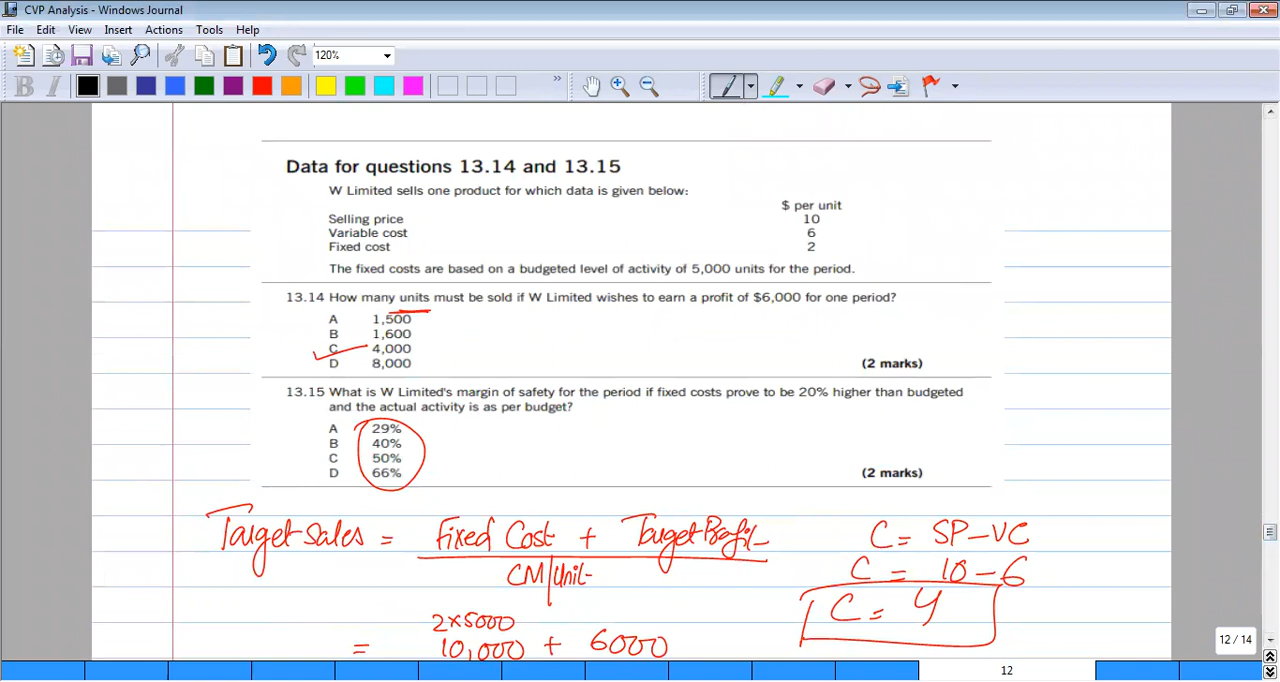 CVP Analysis - Windows Journal
File Edit View Insert Actions Tools Help
120%
B I
Data for questions 13.14 and 13.15
W Limited sells one product for which data is given below:
$ per unit
Selling price 10
Variable cost 6
Fixed cost 2
The fixed costs are based on a budgeted level of activity of 5,000 units for the period.
13.14 How many units must be sold if W Limited wishes to earn a profit of $6,000 for one period?
A 1,500
B 1,600
C 4,000
D 8,000 (2 marks)
13.15 What is W Limited's margin of safety for the period if fixed costs prove to be 20% higher than budgeted
and the actual activity is as per budget?
A 29%
B 40%
C 50%
D 66% (2 marks)
Target Sales = Fixed Cost + Target Profit
CM/Unit
2x5000
= 10,000 + 6000
C = SP-VC
C = 10-6
C = 4
12 / 14
12